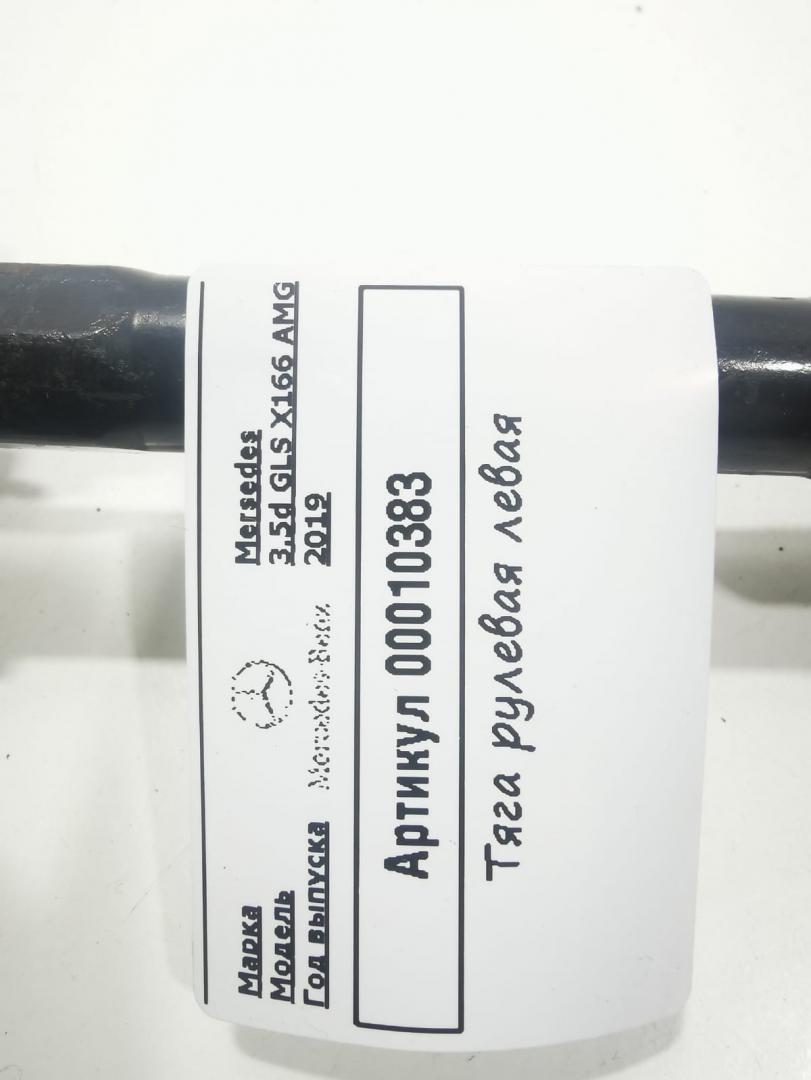 Марка Mersedes
Модель 3.5d GLS X166 AMG
Год выпуска 2019
Mercedes-Benz
Артикул 00010383
Тяга рулевая левая